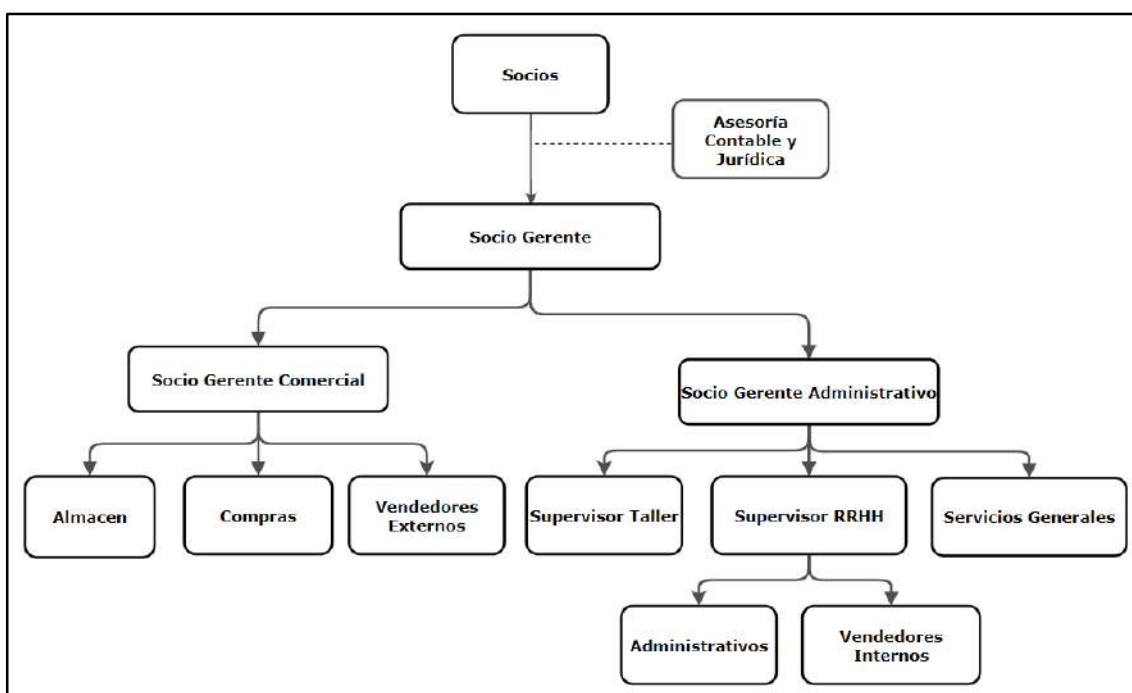 Socios
Asesoría
Contable y
Jurídica
Socio Gerente
Socio Gerente Comercial
Socio Gerente Administrativo
Almacen
Compras
Vendedores
Externos
Supervisor Taller
Supervisor RRHH
Servicios Generales
Administrativos
Vendedores
Internos